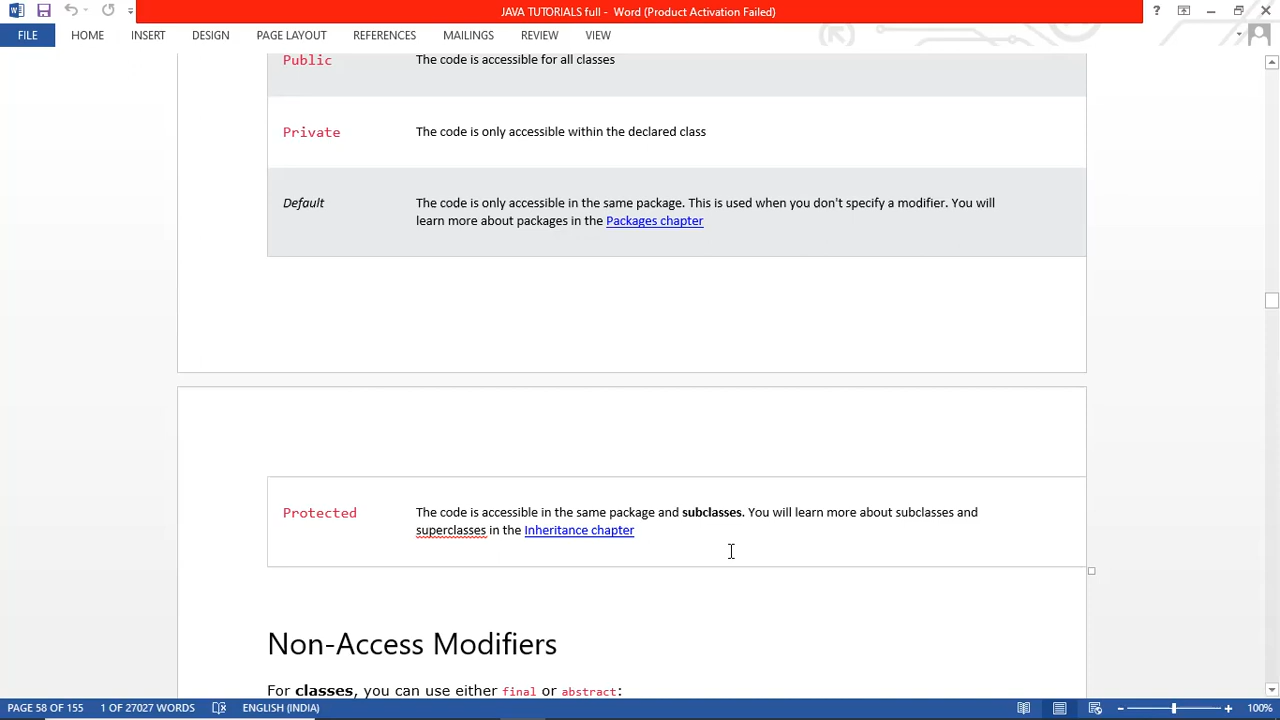 JAVA TUTORIALS full - Word (Product Activation Failed)
?
FILE HOME INSERT DESIGN PAGE LAYOUT REFERENCES MAILINGS REVIEW VIEW
Public The code is accessible for all classes
Private The code is only accessible within the declared class
Default The code is only accessible in the same package. This is used when you don't specify a modifier. You will
learn more about packages in the Packages chapter
Protected The code is accessible in the same package and subclasses. You will learn more about subclasses and
superclasses in the Inheritance chapter
Non-Access Modifiers
For classes, you can use either final or abstract:
PAGE 58 OF 155 1 OF 27027 WORDS ENGLISH (INDIA) 100%